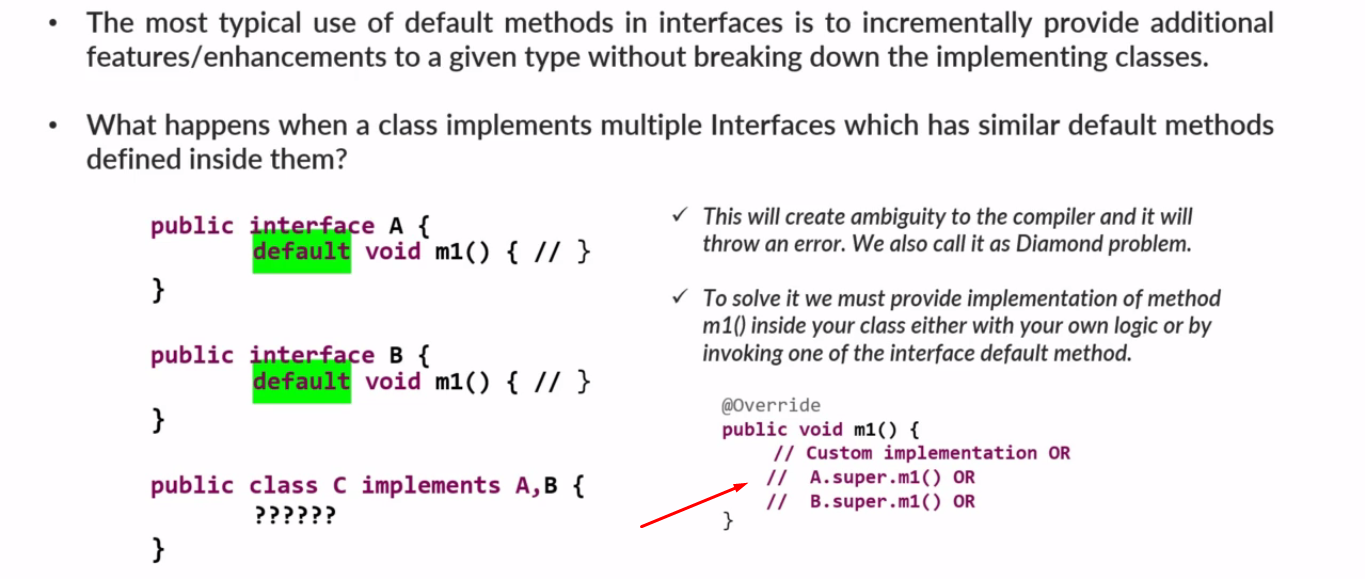 • The most typical use of default methods in interfaces is to incrementally provide additional
features/enhancements to a given type without breaking down the implementing classes.
• What happens when a class implements multiple Interfaces which has similar default methods
defined inside them?
public interface A {
default void m1() { // }
}
public interface B {
default void m1() { // }
}
public class C implements A,B {
??????
}
✓ This will create ambiguity to the compiler and it will
throw an error. We also call it as Diamond problem.
✓ To solve it we must provide implementation of method
m1() inside your class either with your own logic or by
invoking one of the interface default method.
@Override
public void m1() {
// Custom implementation OR
// A.super.m1() OR
// B.super.m1() OR
}